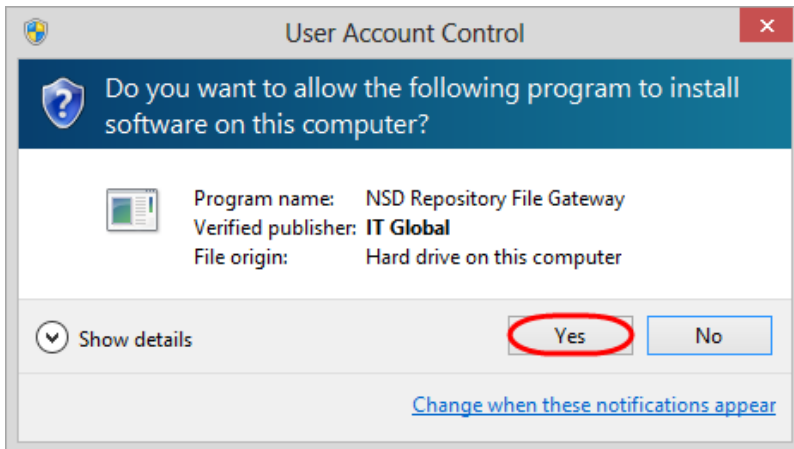 User Account Control
Do you want to allow the following program to install
software on this computer?
Program name: NSD Repository File Gateway
Verified publisher: IT Global
File origin: Hard drive on this computer
Show details
Yes
No
Change when these notifications appear